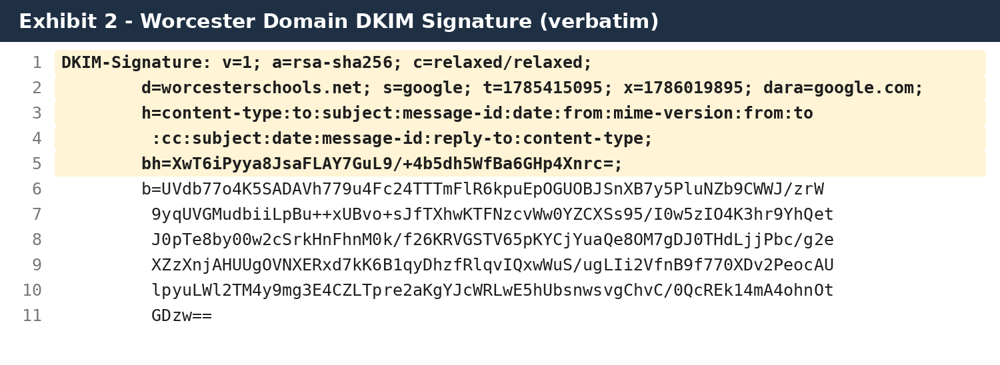 Exhibit 2 - Worcester Domain DKIM Signature (verbatim)
1 DKIM-Signature: v=1; a=rsa-sha256; c=relaxed/relaxed;
2 d=worcesterschools.net; s=google; t=1785415095; x=1786019895; dara=google.com;
3 h=content-type:to:subject:message-id:date:from:mime-version:from:to
4 :cc:subject:date:message-id:reply-to:content-type;
5 bh=XwT6iPyya8JsaFLAY7GuL9/+4b5dh5WfBa6GHp4Xnrc=;
6 b=UVdb77o4K5SADAVh779u4Fc24TTTmFlR6kpuEpOGUOBJSnXB7y5PluNZb9CWWJ/zrW
7 9yqUVGMudbiiLpBu++xUBvo+sJfTXhwKTFNzcvWw0YZCXSs95/I0w5zIO4K3hr9YhQet
8 J0pTe8by00w2cSrkHnFhnM0k/f26KRVGSTV65pKYCjYuaQe8OM7gDJ0THdLjjPbc/g2e
9 XZzXnjAHUUgOVNXERxd7kK6B1qyDhzfRlqvIQxwWuS/ugLIi2VfnB9f770XDv2PeocAU
10 lpyuLWl2TM4y9mg3E4CZLTpre2aKgYJcWRLwE5hUbsnwsvgChvC/0QcREk14mA4ohnOt
11 GDzw==